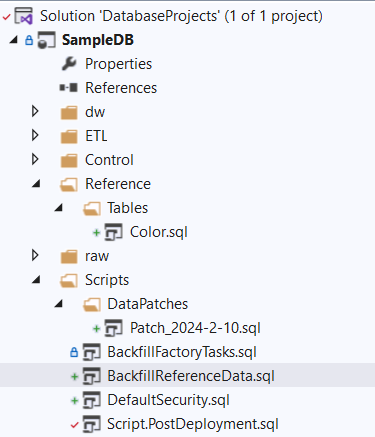 Solution 'DatabaseProjects' (1 of 1 project)
SampleDB
Properties
References
dw
ETL
Control
Reference
Tables
Color.sql
raw
Scripts
DataPatches
Patch_2024-2-10.sql
BackfillFactoryTasks.sql
BackfillReferenceData.sql
DefaultSecurity.sql
Script.PostDeployment.sql